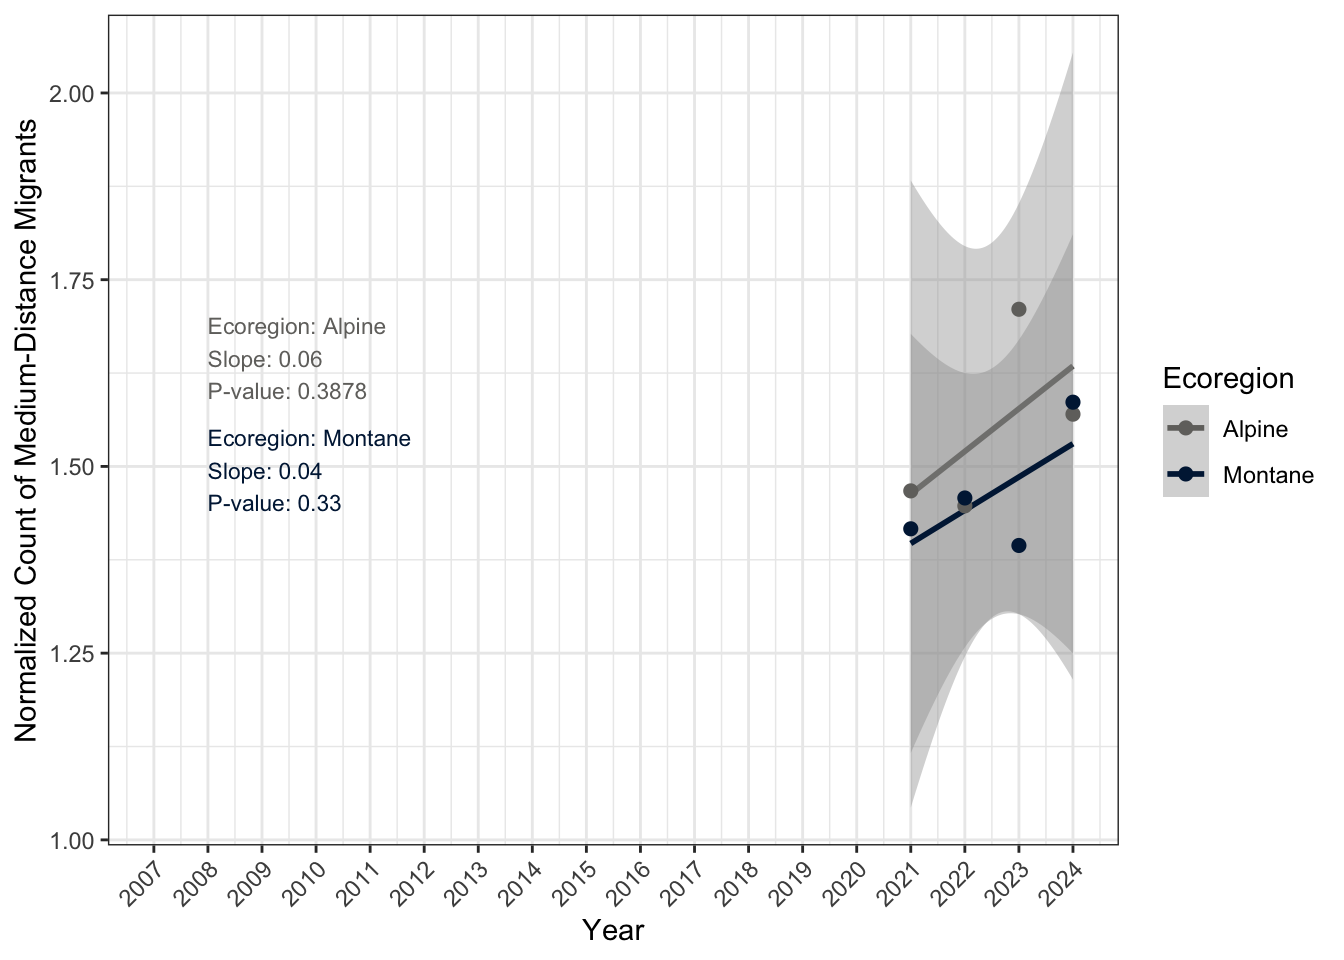 Normalized Count of Medium-Distance Migrants
2.00
1.75
1.50
1.25
1.00
Ecoregion: Alpine
Slope: 0.06
P-value: 0.3878
Ecoregion: Montane
Slope: 0.04
P-value: 0.33
2007
2008
2009
2010
2011
2012
2013
2014
2015
2016
2017
2018
2019
2020
2021
2022
2023
2024
Year
Ecoregion
Alpine
Montane